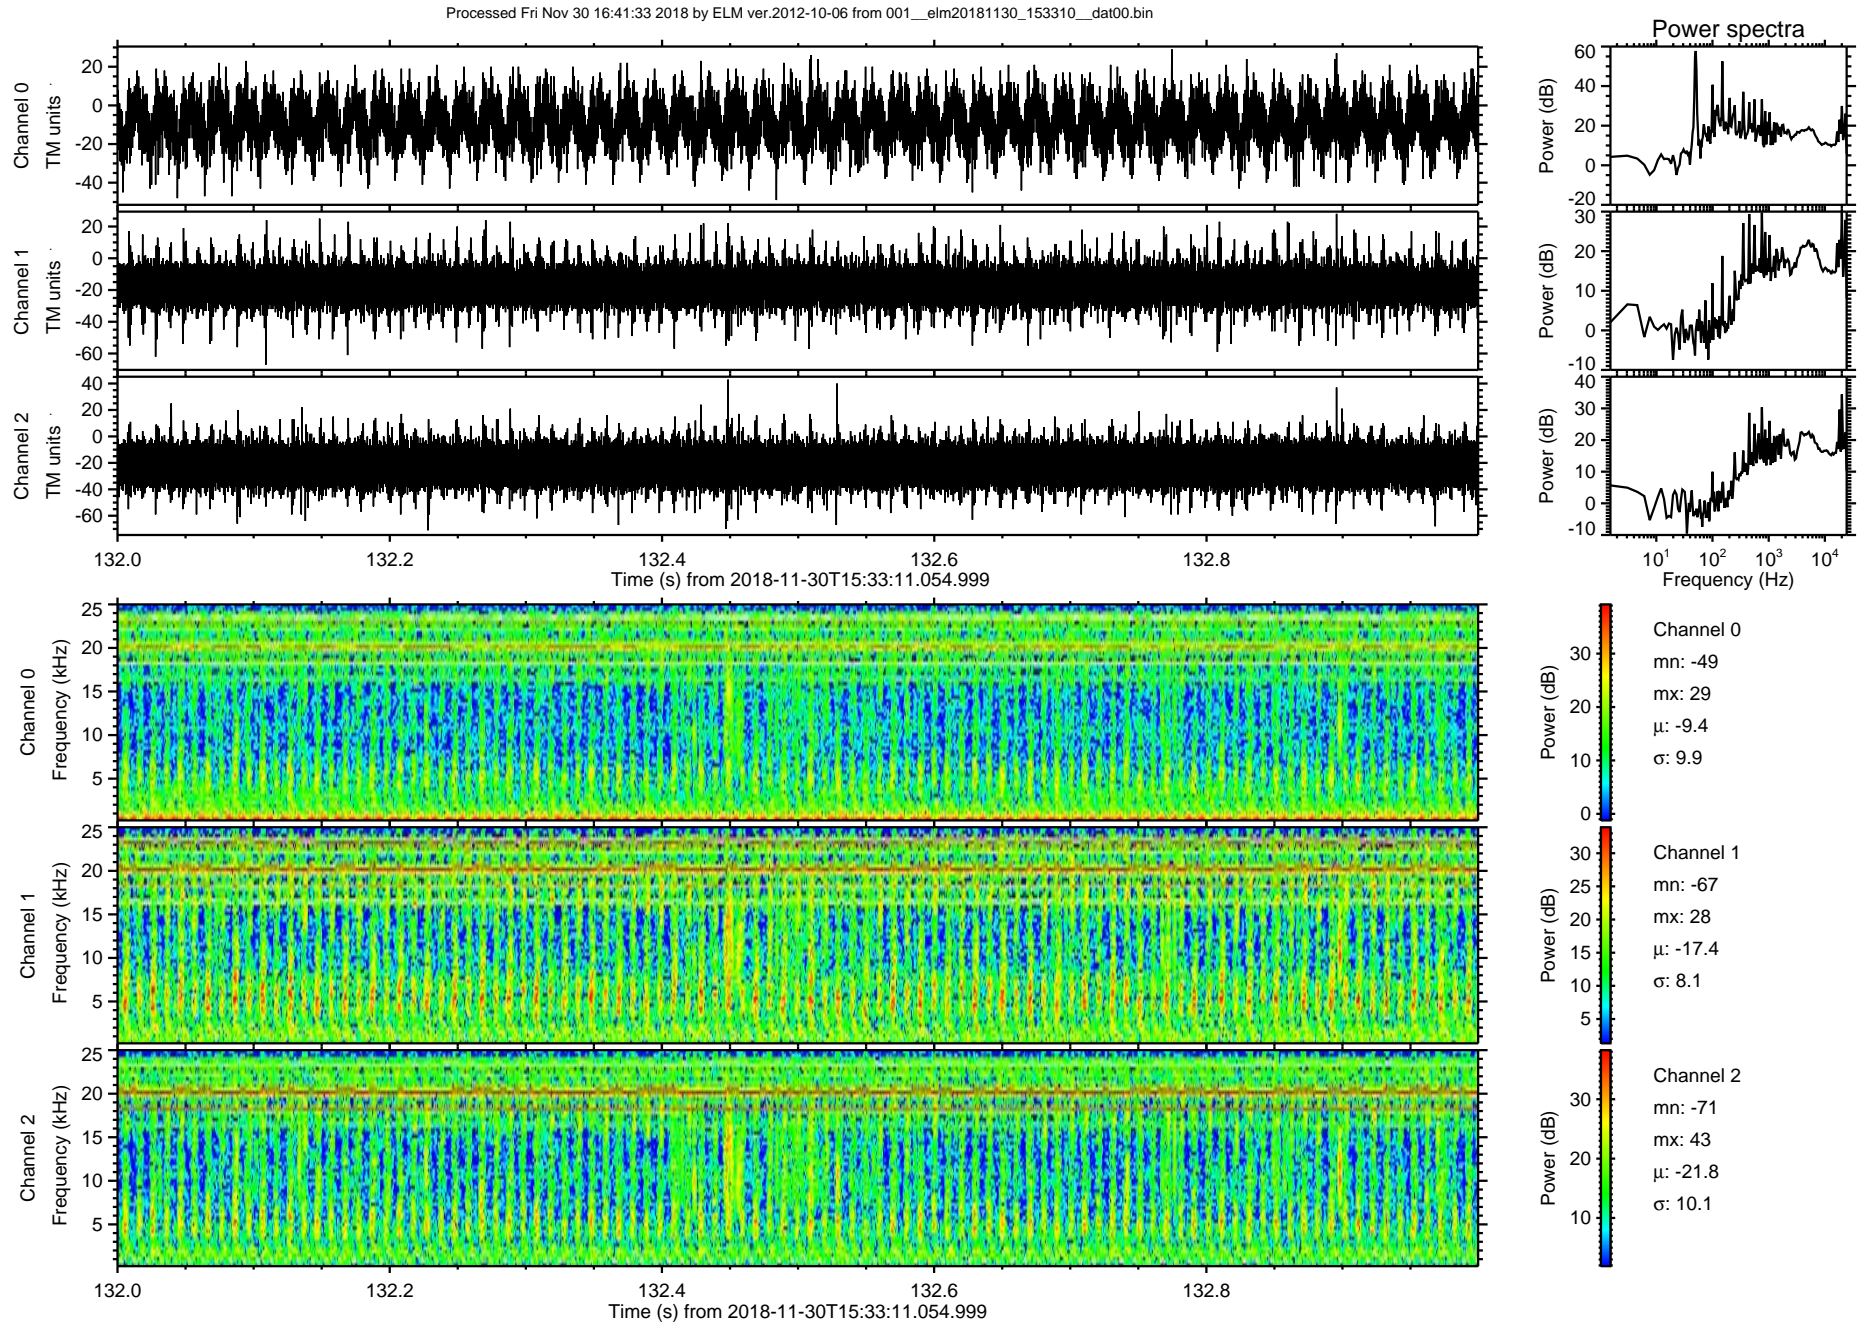 Processed Fri Nov 30 16:41:33 2018 by ELM ver.2012-10-06 from 001__elm20181130_153310__dat00.bin
Power spectra
Channel 0
TM units
20
0
-20
-40
Power (dB)
60
40
20
0
-20
Channel 1
TM units
20
0
-20
-40
-60
Power (dB)
30
20
10
0
-10
Channel 2
TM units
40
20
0
-20
-40
-60
Power (dB)
40
30
20
10
0
-10
132.0 132.2 132.4 132.6 132.8
Time (s) from 2018-11-30T15:33:11.054.999
10¹ 10² 10³ 10⁴
Frequency (Hz)
Channel 0
Frequency (kHz)
25
20
15
10
5
Power (dB)
30
20
10
0
Channel 0
mn: -49
mx: 29
μ: -9.4
σ: 9.9
Channel 1
Frequency (kHz)
25
20
15
10
5
Power (dB)
30
25
20
15
10
5
Channel 1
mn: -67
mx: 28
μ: -17.4
σ: 8.1
Channel 2
Frequency (kHz)
25
20
15
10
5
Power (dB)
30
20
10
Channel 2
mn: -71
mx: 43
μ: -21.8
σ: 10.1
132.0 132.2 132.4 132.6 132.8
Time (s) from 2018-11-30T15:33:11.054.999